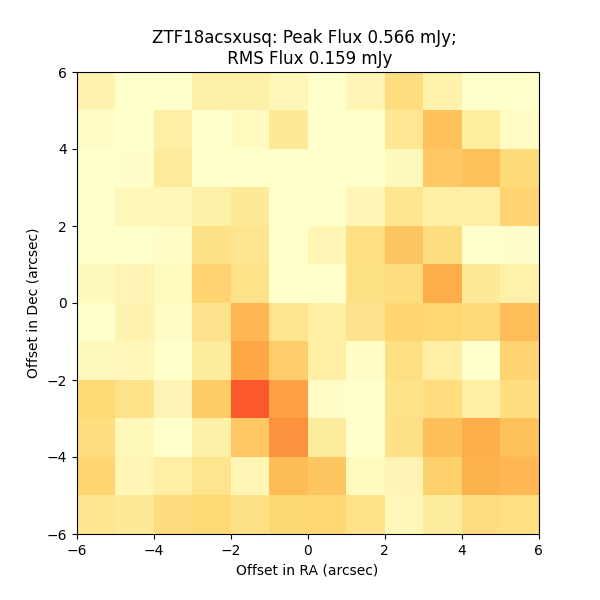 ZTF18acsxusq: Peak Flux 0.566 mJy;
RMS Flux 0.159 mJy
6
4
2
0
−2
−4
−6
Offset in Dec (arcsec)
−6 −4 −2 0 2 4 6
Offset in RA (arcsec)